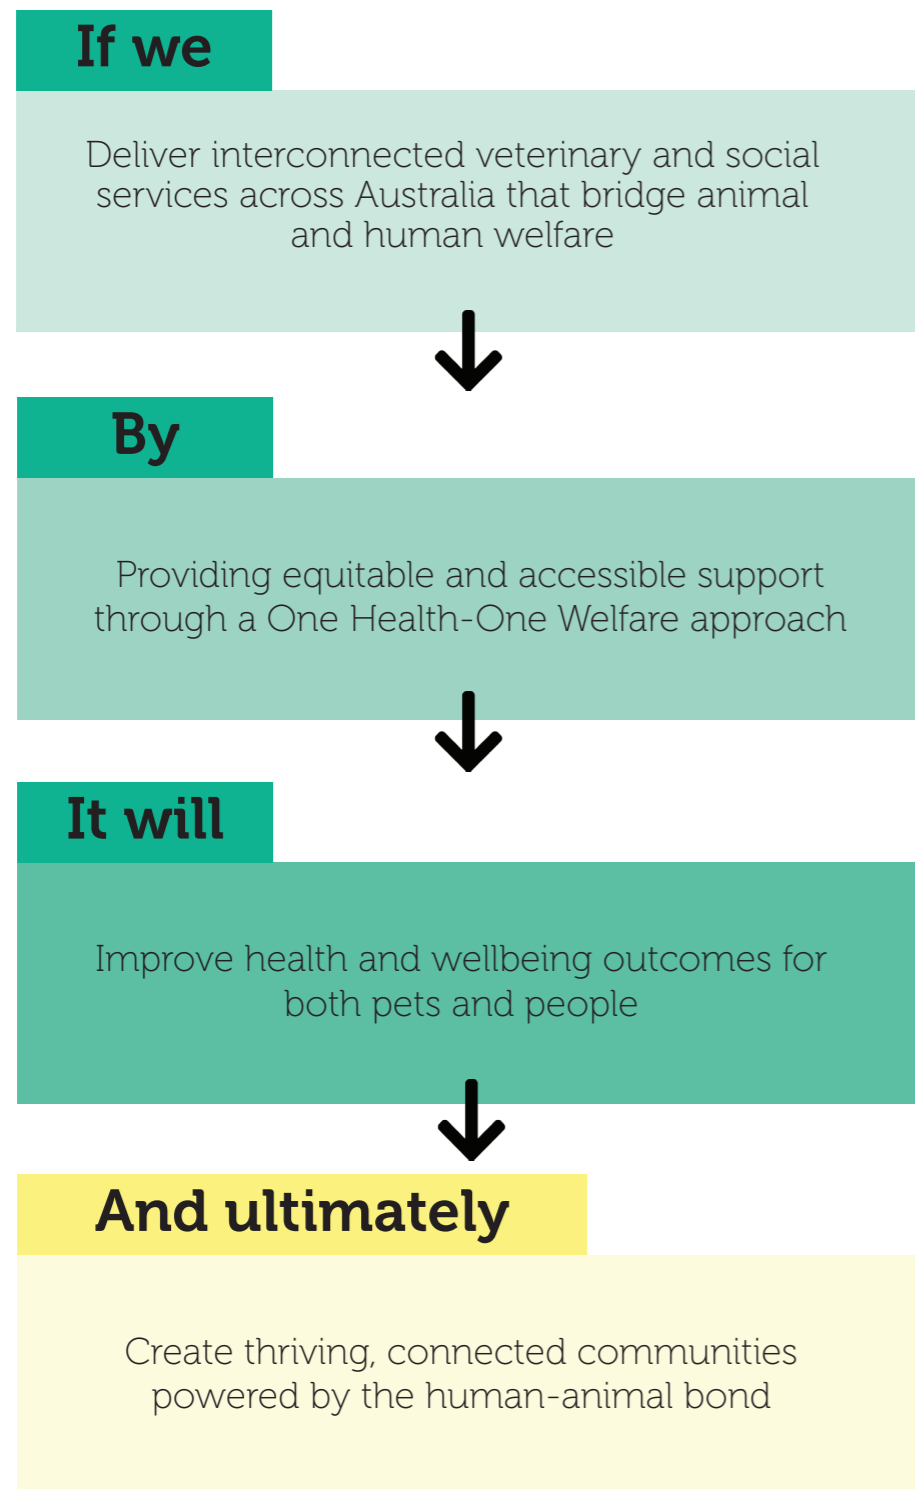 If we
Deliver interconnected veterinary and social
services across Australia that bridge animal
and human welfare
By
Providing equitable and accessible support
through a One Health-One Welfare approach
It will
Improve health and wellbeing outcomes for
both pets and people
And ultimately
Create thriving, connected communities
powered by the human-animal bond